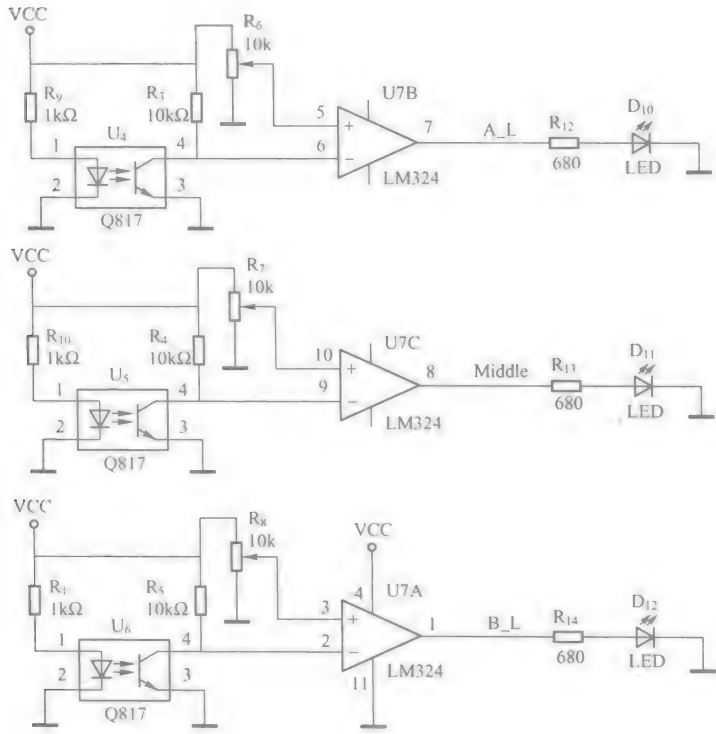 VCC
R6
10k
R9
1kΩ
R3
10kΩ
U4
1
4
2
3
Q817
5
+
6
−
U7B
7
LM324
A_L
R12
680
D10
LED
VCC
R7
10k
R10
1kΩ
R4
10kΩ
U5
1
4
2
3
Q817
10
+
9
−
U7C
8
LM324
Middle
R13
680
D11
LED
VCC
R8
10k
1kΩ
R5
10kΩ
U6
1
4
2
3
Q817
VCC
4
U7A
3
+
2
−
1
11
LM324
B_L
R14
680
D12
LED